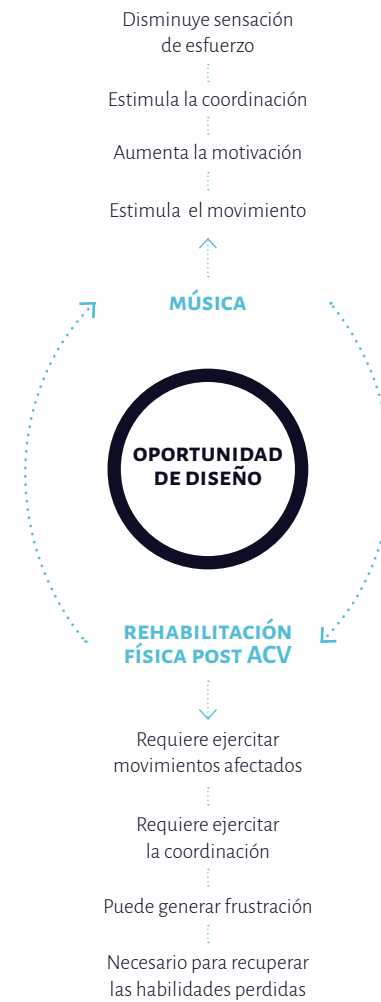 Disminuye sensación
de esfuerzo
Estimula la coordinación
Aumenta la motivación
Estimula el movimiento
MÚSICA
OPORTUNIDAD
DE DISEÑO
REHABILITACIÓN
FÍSICA POST ACV
Requiere ejercitar
movimientos afectados
Requiere ejercitar
la coordinación
Puede generar frustración
Necesario para recuperar
las habilidades perdidas